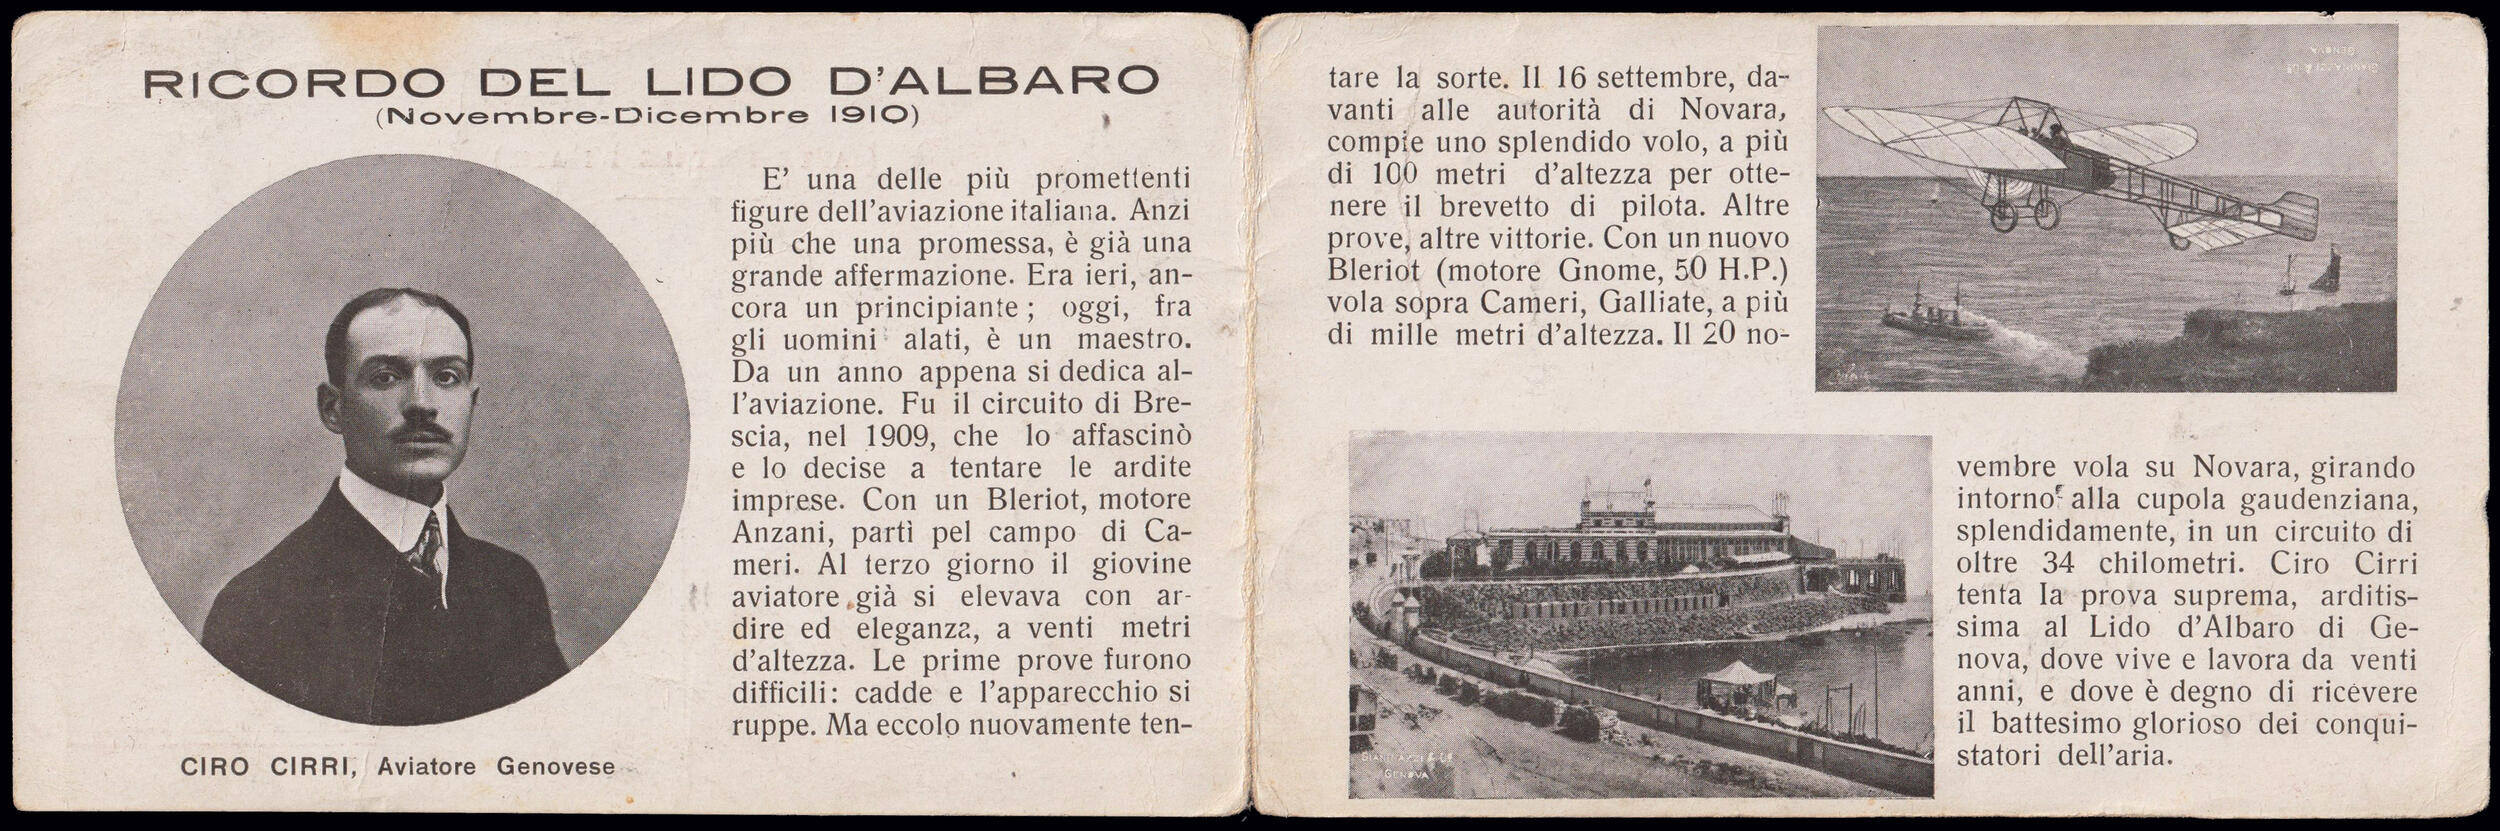 RICORDO DEL LIDO D'ALBARO
(Novembre-Dicembre 1910)
E' una delle più promettenti
figure dell'aviazione italiana. Anzi
più che una promessa, è già una
grande affermazione. Era ieri, an-
cora un principiante; oggi, fra
gli uomini alati, è un maestro.
Da un anno appena si dedica al-
l'aviazione. Fu il circuito di Bre-
scia, nel 1909, che lo affascinò
e lo decise a tentare le ardite
imprese. Con un Bleriot, motore
Anzani, partì pel campo di Ca-
meri. Al terzo giorno il giovine
aviatore già si elevava con ar-
dire ed eleganza, a venti metri
d'altezza. Le prime prove furono
difficili: cadde e l'apparecchio si
ruppe. Ma eccolo nuovamente ten-
CIRO CIRRI, Aviatore Genovese
tare la sorte. Il 16 settembre, da-
vanti alle autorità di Novara,
compie uno splendido volo, a più
di 100 metri d'altezza per otte-
nere il brevetto di pilota. Altre
prove, altre vittorie. Con un nuovo
Bleriot (motore Gnome, 50 H.P.)
vola sopra Cameri, Galliate, a più
di mille metri d'altezza. Il 20 no-
GENOVA
vembre vola su Novara, girando
intorno alla cupola gaudenziana,
splendidamente, in un circuito di
oltre 34 chilometri. Ciro Cirri
tenta la prova suprema, arditis-
sima al Lido d'Albaro di Ge-
nova, dove vive e lavora da venti
anni, e dove è degno di ricevere
il battesimo glorioso dei conqui-
statori dell'aria.
GENOVA